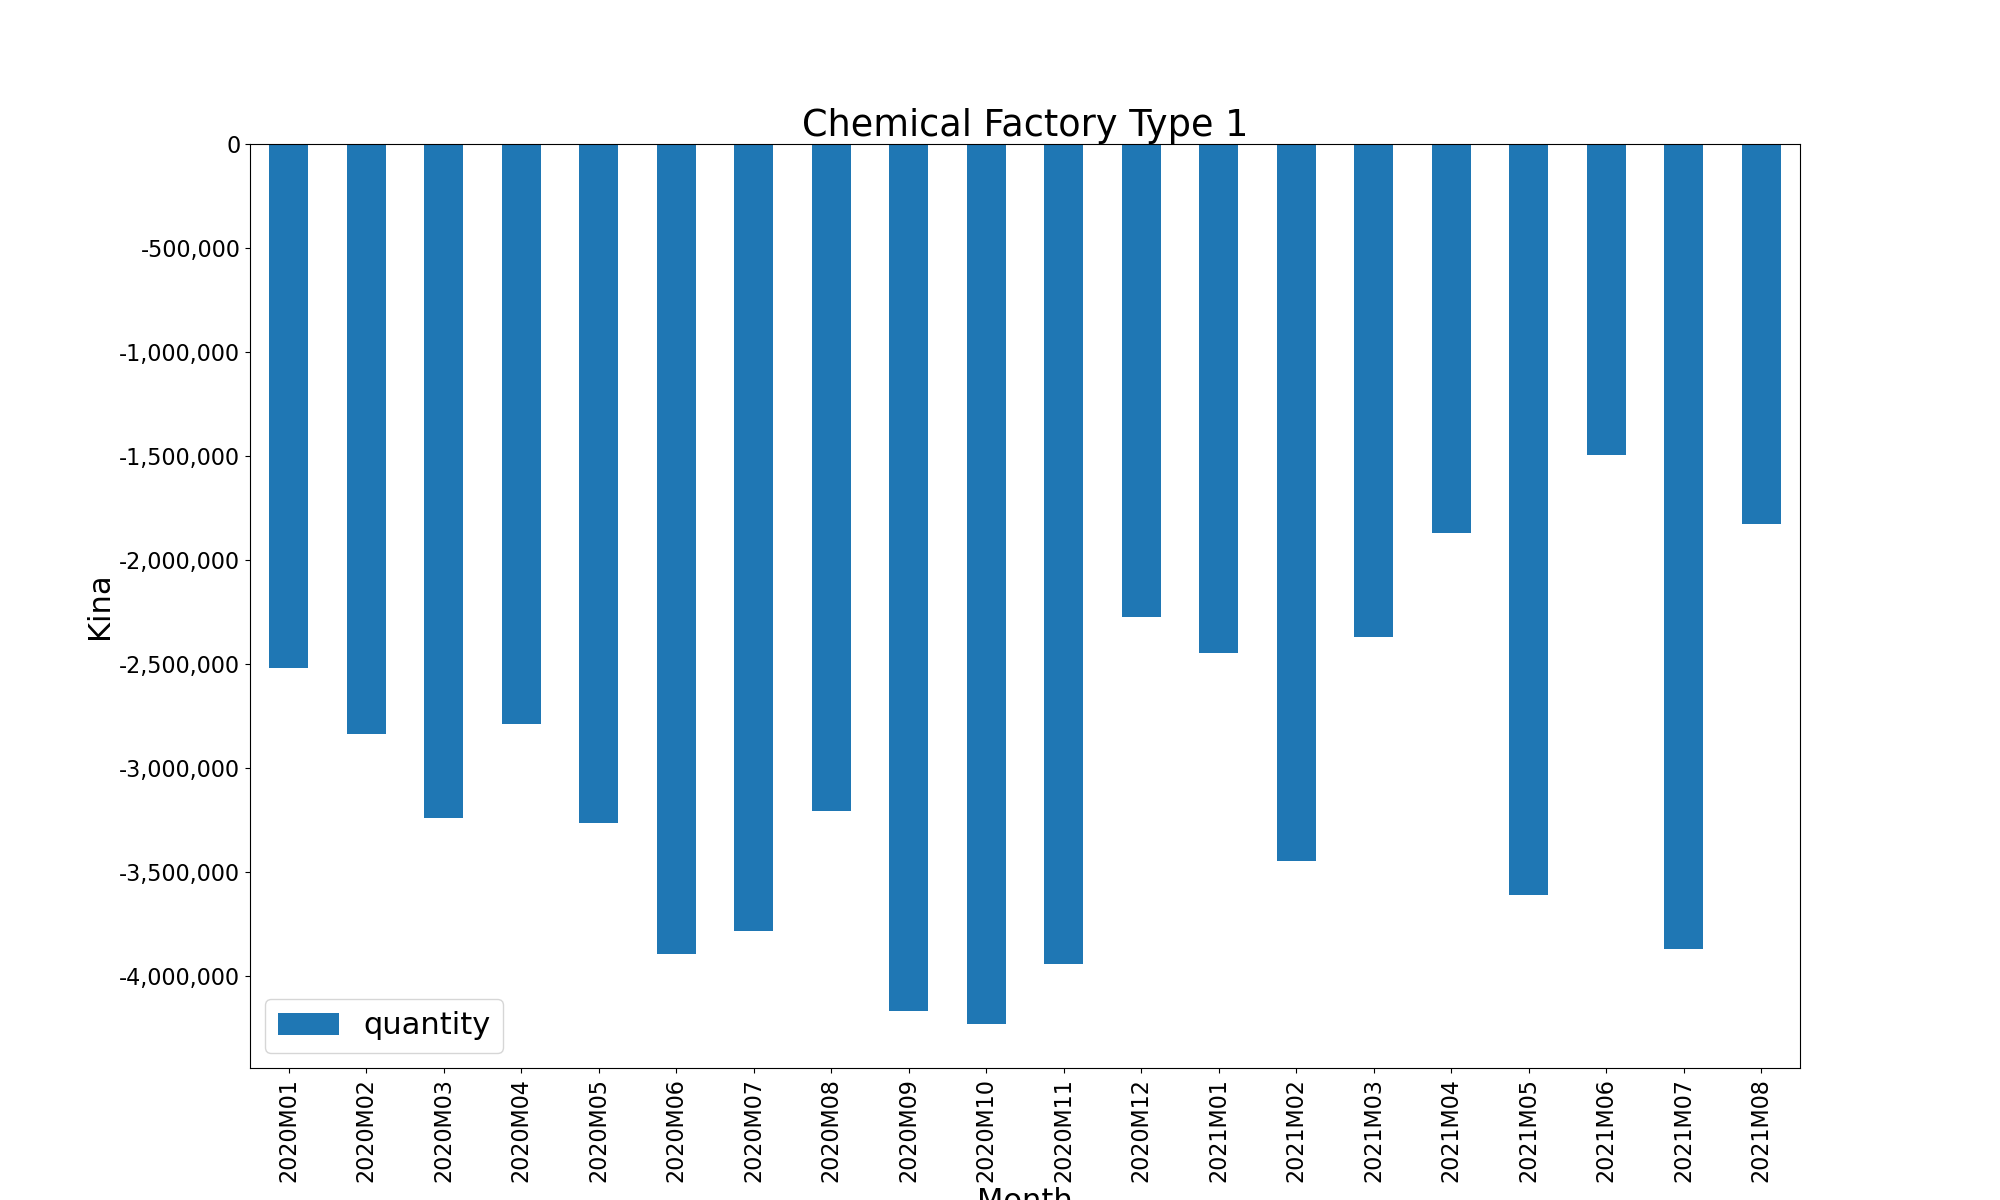 Chemical Factory Type 1
0
-500,000
-1,000,000
-1,500,000
-2,000,000
-2,500,000
-3,000,000
-3,500,000
-4,000,000
Kina
quantity
2020M01
2020M02
2020M03
2020M04
2020M05
2020M06
2020M07
2020M08
2020M09
2020M10
2020M11
2020M12
2021M01
2021M02
2021M03
2021M04
2021M05
2021M06
2021M07
2021M08
Month